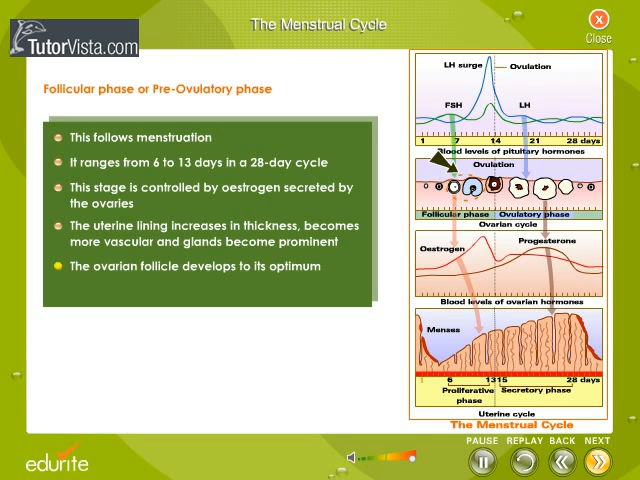 The Menstrual Cycle
X
Close
TutorVista.com
Follicular phase or Pre-Ovulatory phase
This follows menstruation
It ranges from 6 to 13 days in a 28-day cycle
This stage is controlled by oestrogen secreted by
the ovaries
The uterine lining increases in thickness, becomes
more vascular and glands become prominent
The ovarian follicle develops to its optimum
LH surge
Ovulation
FSH
LH
1 7 14 21 28 days
Blood levels of pituitary hormones
Ovulation
Follicular phase
Ovulatory phase
Ovarian cycle
Oestrogen
Progesterone
Blood levels of ovarian hormones
Menses
1 6 13 15 28 days
Proliferative
phase
Secretory phase
Uterine cycle
The Menstrual Cycle
PAUSE REPLAY BACK NEXT
edurite